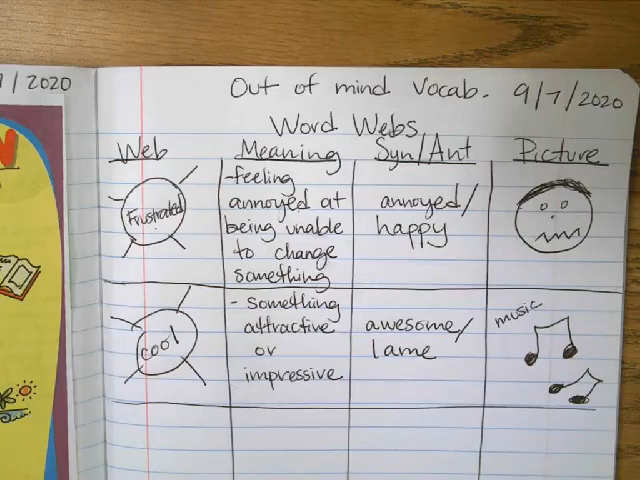 1/2020
Out of mind Vocab. 9/7/2020
Word Webs
Web Meaning Syn/Ant Picture
Frustrated
-feeling
annoyed at
being unable
to change
something
annoyed/
happy
cool
- something
attractive
or
impressive
awesome/
lame
music